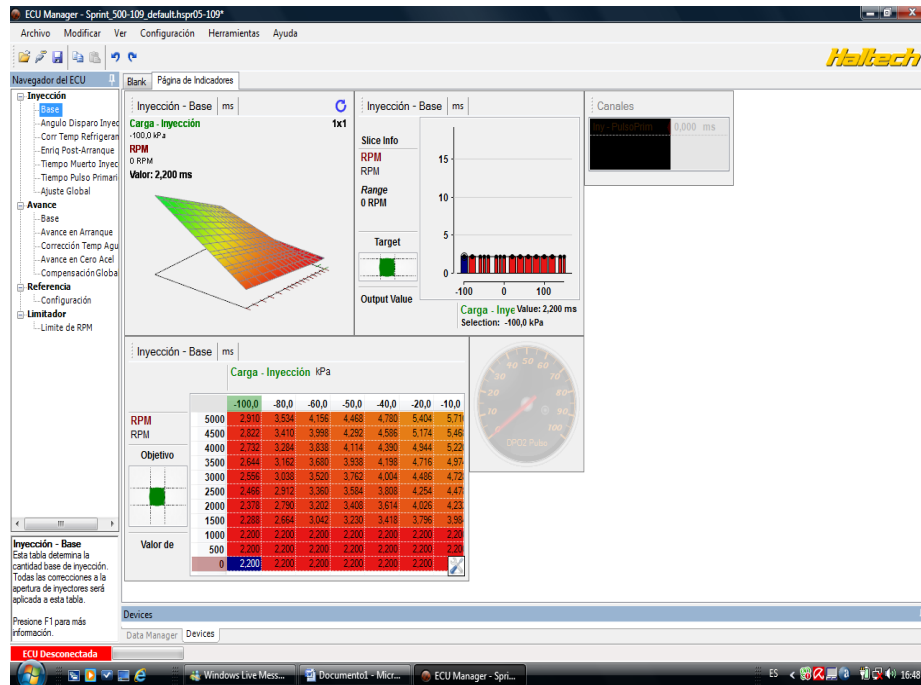 ECU Manager - Sprint_500-109_default.hspr05-109*
Archivo Modificar Ver Configuración Herramientas Ayuda
Haltech
Navegador del ECU
Inyección
Base
Angulo Disparo Inyec
Corr Temp Refrigeran
Enriq Post-Arranque
Tiempo Muerto Inyec
Tiempo Pulso Primari
Ajuste Global
Avance
Base
Avance en Arranque
Corrección Temp Agu
Avance en Cero Acel
Compensación Globa
Referencia
Configuración
Limitador
Limite de RPM
Inyección - Base
Esta tabla determina la
cantidad base de inyección.
Todas las correcciones a la
apertura de inyectores será
aplicada a esta tabla.
Presione F1 para más
información.
Blank Página de Indicadores
Inyección - Base ms
Carga - Inyección 1x1
-100,0 kPa
RPM
0 RPM
Valor: 2,200 ms
Inyección - Base ms
Slice Info
RPM
RPM
Range
0 RPM
Target
Output Value
15
10
5
0
-100 0 100
Carga - Inye Value: 2,200 ms
Selection: -100,0 kPa
Canales
Iny - PulsoPrim 0,000 ms
Inyección - Base ms
Carga - Inyección kPa
RPM
RPM
Objetivo
Valor de
-100,0 -80,0 -60,0 -50,0 -40,0 -20,0 -10,0
5000 2,910 3,534 4,156 4,468 4,780 5,404 5,71
4500 2,822 3,410 3,998 4,292 4,586 5,174 5,46
4000 2,732 3,284 3,838 4,114 4,390 4,944 5,22
3500 2,644 3,162 3,680 3,938 4,198 4,716 4,97
3000 2,556 3,038 3,520 3,762 4,004 4,486 4,72
2500 2,466 2,912 3,360 3,584 3,808 4,254 4,47
2000 2,378 2,790 3,202 3,408 3,614 4,026 4,23
1500 2,288 2,664 3,042 3,230 3,418 3,796 3,98
1000 2,200 2,200 2,200 2,200 2,200 2,200 2,20
500 2,200 2,200 2,200 2,200 2,200 2,200 2,20
0 2,200 2,200 2,200 2,200 2,200 2,200
10 20 30 40 50 60 70 80 90 100
DPO2 Pulso
Devices
Data Manager Devices
ECU Desconectada
Windows Live Mess... Documento1 - Micr... ECU Manager - Spri... ES 16:48